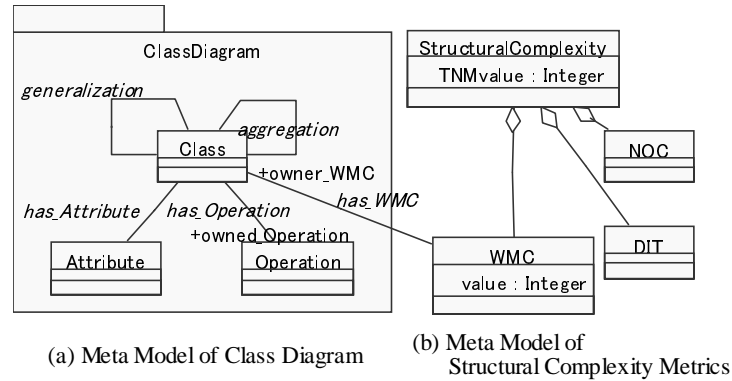 ClassDiagram
generalization
aggregation
Class
+owner_WMC
has_Attribute
has_Operation
has_WMC
+owned_Operation
Attribute
Operation
StructuralComplexity
TNMvalue : Integer
NOC
DIT
WMC
value : Integer
(a) Meta Model of Class Diagram
(b) Meta Model of
Structural Complexity Metrics